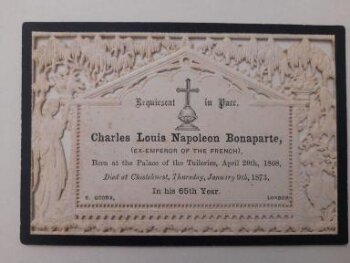 Requiescat in Pace.
Charles Louis Napoleon Bonaparte,
(EX-EMPEROR OF THE FRENCH),
Born at the Palace of the Tuileries, April 20th, 1808,
Died at Chislehurst, Thursday, January 9th, 1873,
In his 65th Year.
T. GOODE, LONDON